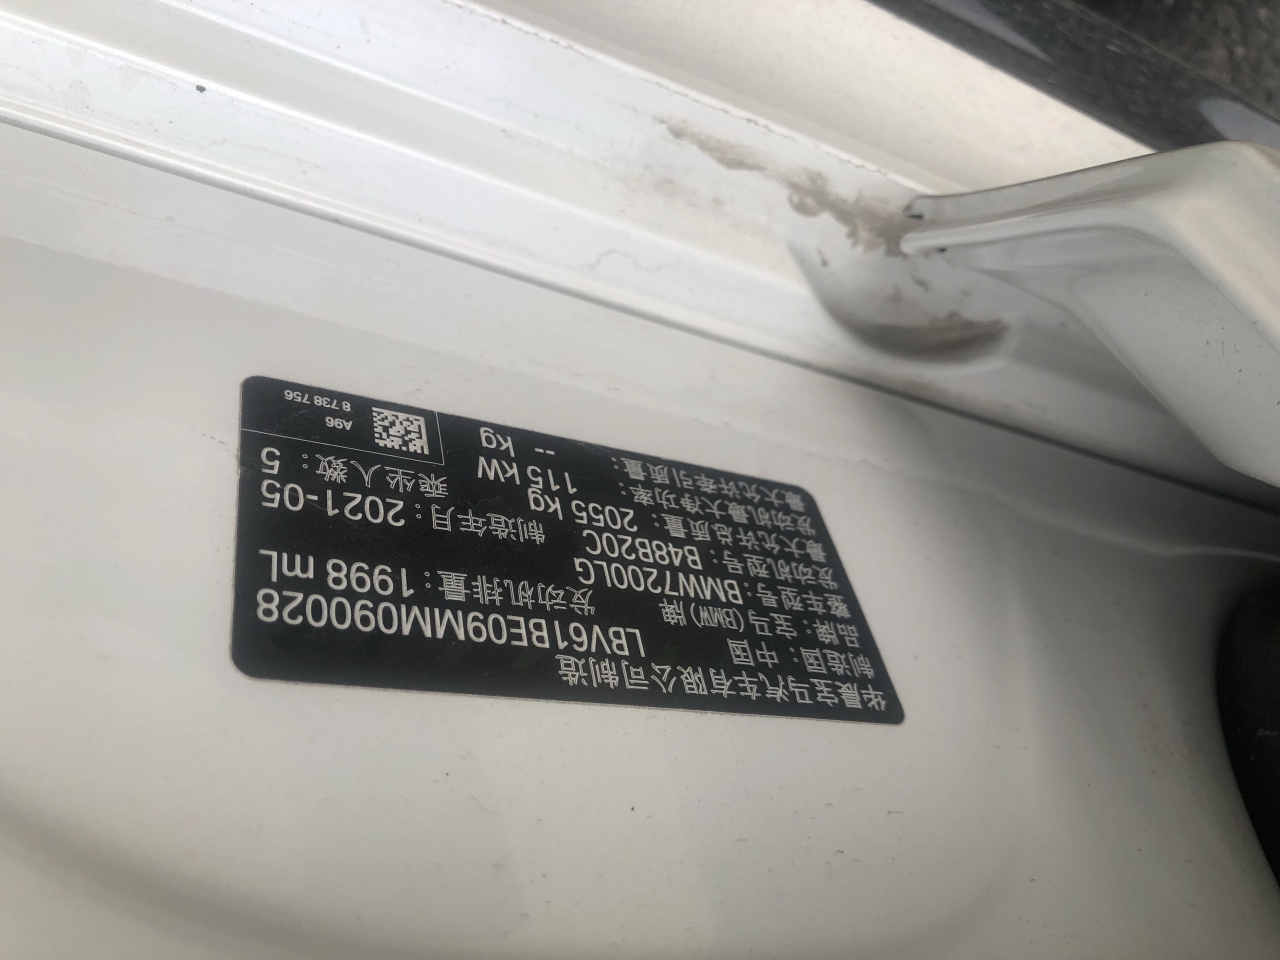 华晨宝马汽车有限公司制造
制造国：中国 LBV61BE09MM090028
品牌：宝马(BMW)牌
整车型号：BMW7200LG 发动机排量：1998 mL
发动机型号：B48B20C
最大允许总质量：2055 kg 制造年月：2021-05
发动机最大净功率：115 kW 乘坐人数：5
最大允许牵引质量：-- kg
A96
8 738 756